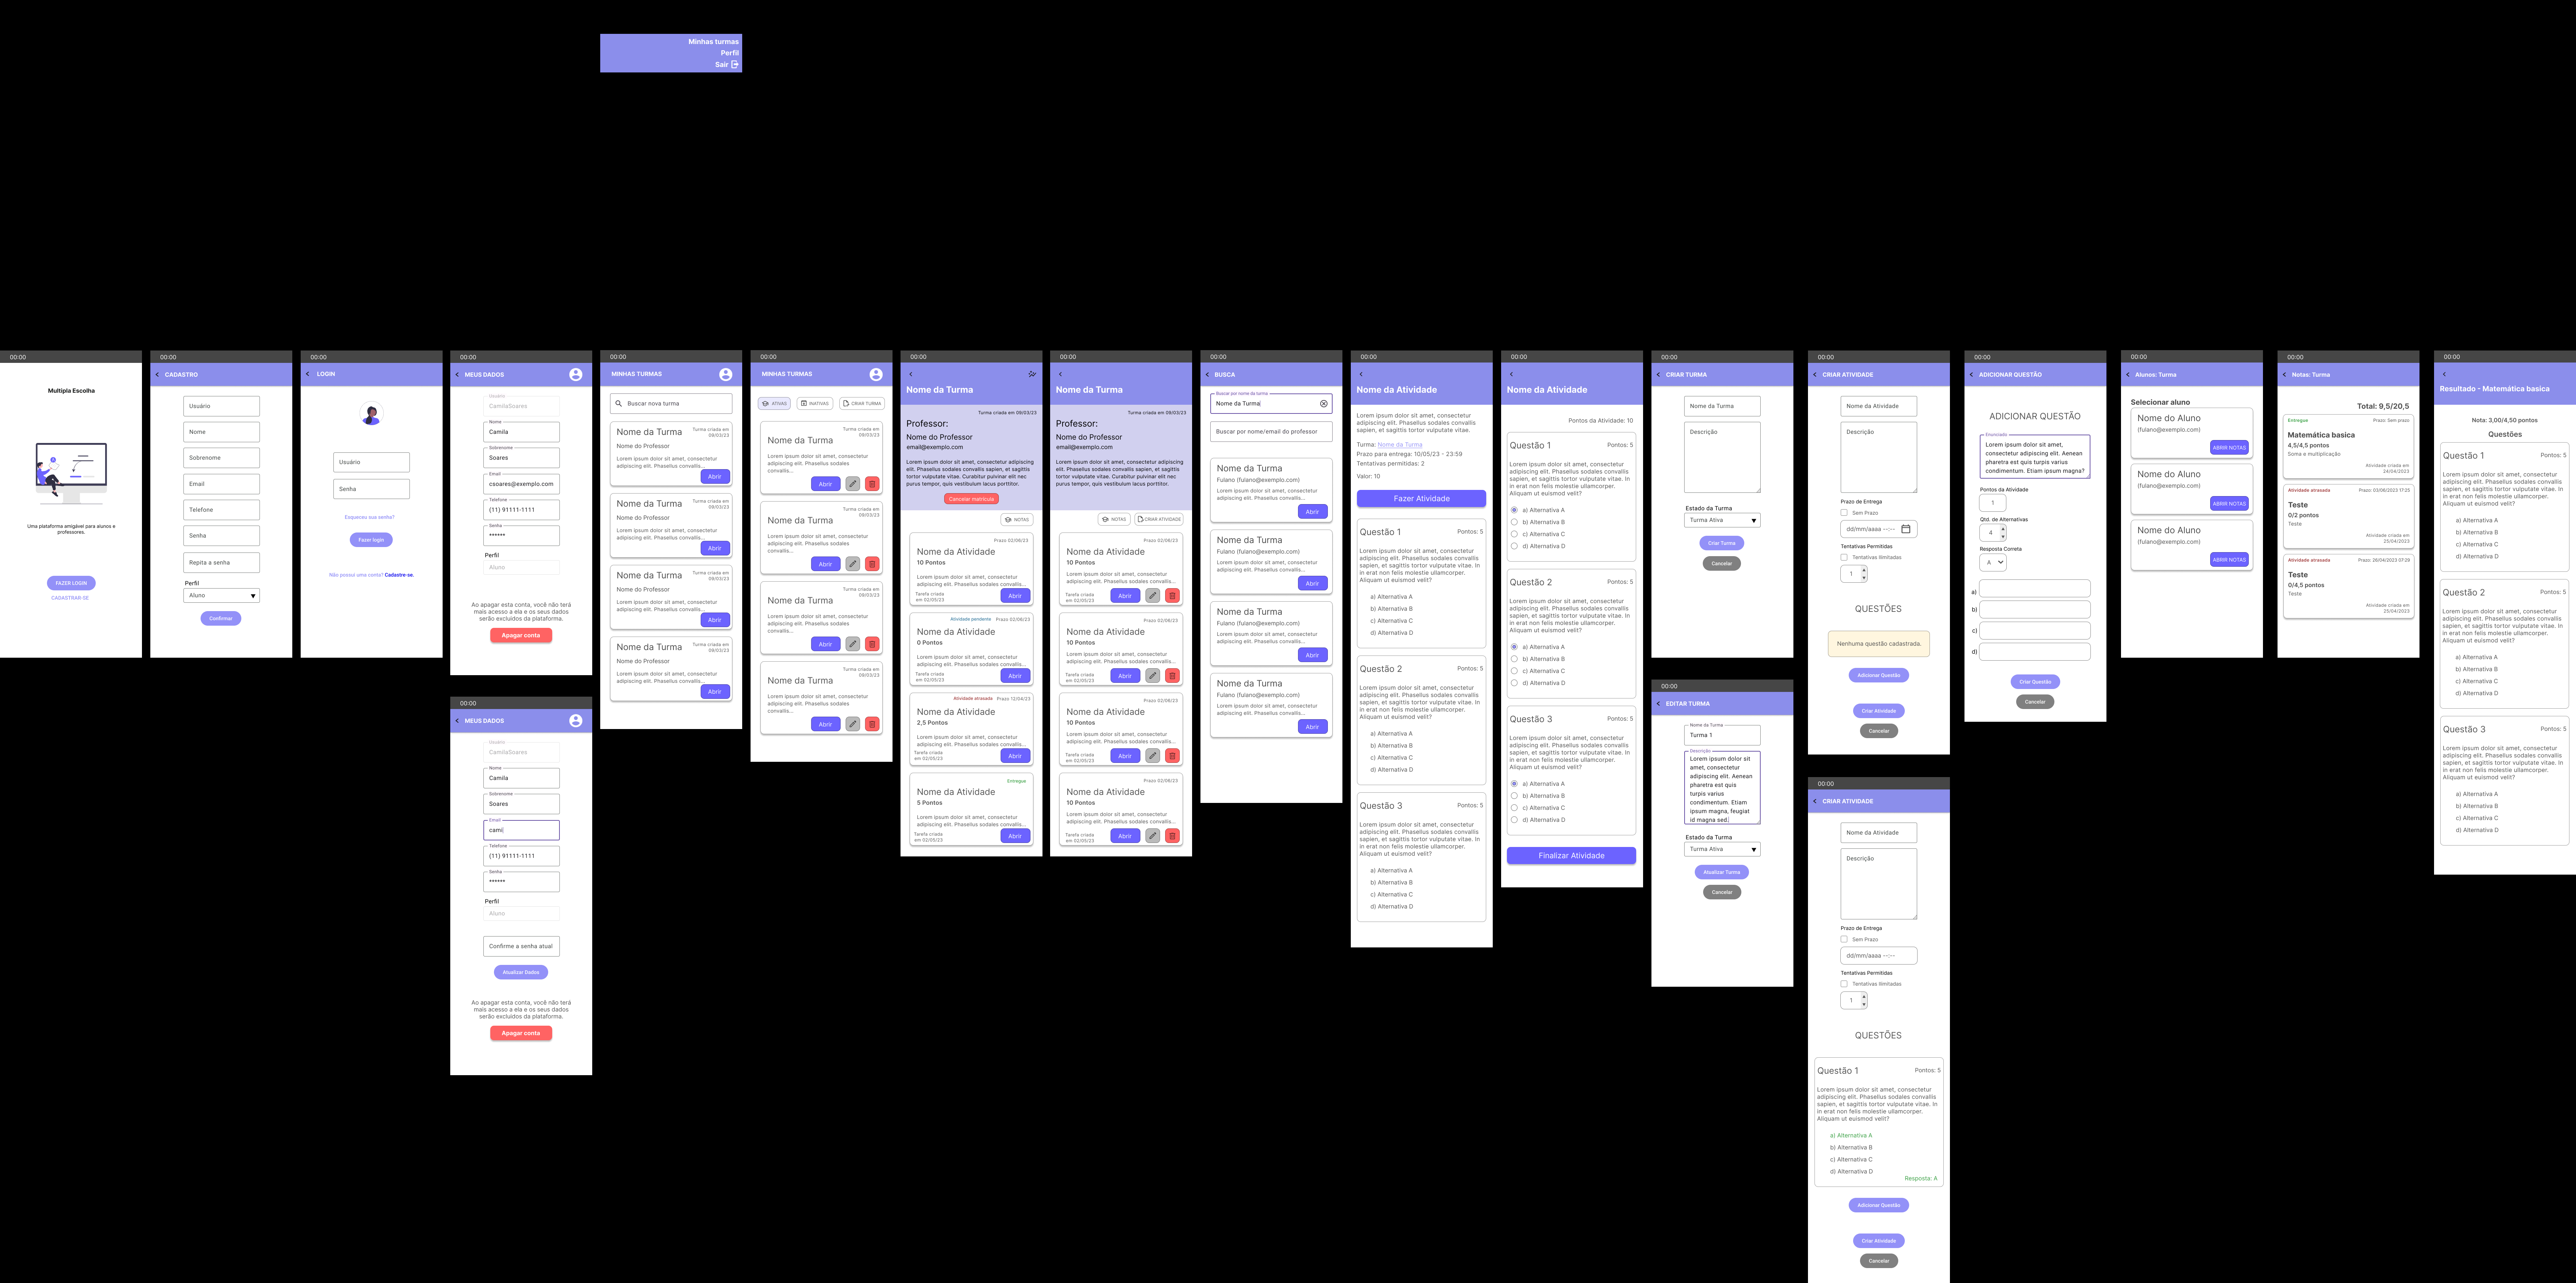 Minhas turmas
Perfil
Sair
00:00
Multipla Escolha
Uma plataforma amigável para alunos e
professores.
FAZER LOGIN
CADASTRAR-SE
00:00
CADASTRO
Usuário
Nome
Sobrenome
Email
Telefone
Senha
Repita a senha
Perfil
Aluno
Confirmar
00:00
LOGIN
Usuário
Senha
Esqueceu sua senha?
Fazer login
Não possui uma conta? Cadastre-se.
00:00
MEUS DADOS
Usuário
CamilaSoares
Nome
Camila
Sobrenome
Soares
Email
csoares@exemplo.com
Telefone
(11) 91111-1111
Senha
******
Perfil
Aluno
Ao apagar esta conta, você não terá
mais acesso a ela e os seus dados
serão excluídos da plataforma.
Apagar conta
00:00
MEUS DADOS
Usuário
CamilaSoares
Nome
Camila
Sobrenome
Soares
Email
cami
Telefone
(11) 91111-1111
Senha
******
Perfil
Aluno
Confirme a senha atual
Atualizar Dados
Ao apagar esta conta, você não terá
mais acesso a ela e os seus dados
serão excluídos da plataforma.
Apagar conta
00:00
MINHAS TURMAS
Buscar nova turma
Nome da Turma
Turma criada em
09/03/23
Nome do Professor
Lorem ipsum dolor sit amet, consectetur
adipiscing elit. Phasellus sodales convallis...
Abrir
Nome da Turma
Turma criada em
09/03/23
Nome do Professor
Lorem ipsum dolor sit amet, consectetur
adipiscing elit. Phasellus sodales convallis...
Abrir
Nome da Turma
Turma criada em
09/03/23
Nome do Professor
Lorem ipsum dolor sit amet, consectetur
adipiscing elit. Phasellus sodales convallis...
Abrir
Nome da Turma
Turma criada em
09/03/23
Nome do Professor
Lorem ipsum dolor sit amet, consectetur
adipiscing elit. Phasellus sodales convallis...
Abrir
00:00
MINHAS TURMAS
ATIVAS
INATIVAS
CRIAR TURMA
Turma criada em
09/03/23
Nome da Turma
Lorem ipsum dolor sit amet, consectetur
adipiscing elit. Phasellus sodales
convallis...
Abrir
Turma criada em
09/03/23
Nome da Turma
Lorem ipsum dolor sit amet, consectetur
adipiscing elit. Phasellus sodales
convallis...
Abrir
Turma criada em
09/03/23
Nome da Turma
Lorem ipsum dolor sit amet, consectetur
adipiscing elit. Phasellus sodales
convallis...
Abrir
Turma criada em
09/03/23
Nome da Turma
Lorem ipsum dolor sit amet, consectetur
adipiscing elit. Phasellus sodales
convallis...
Abrir
00:00
Nome da Turma
Turma criada em 09/03/23
Professor:
Nome do Professor
email@exemplo.com
Lorem ipsum dolor sit amet, consectetur adipiscing
elit. Phasellus sodales convallis sapien, et sagittis
tortor vulputate vitae. Curabitur pulvinar elit nec
purus tempor, quis vestibulum lacus porttitor.
Cancelar matrícula
NOTAS
Prazo 02/06/23
Nome da Atividade
10 Pontos
Lorem ipsum dolor sit amet, consectetur
adipiscing elit. Phasellus sodales convallis...
Tarefa criada
em 02/05/23
Abrir
Atividade pendente Prazo 02/06/23
Nome da Atividade
0 Pontos
Lorem ipsum dolor sit amet, consectetur
adipiscing elit. Phasellus sodales convallis...
Tarefa criada
em 02/05/23
Abrir
Atividade atrasada Prazo 12/04/23
Nome da Atividade
2,5 Pontos
Lorem ipsum dolor sit amet, consectetur
adipiscing elit. Phasellus sodales convallis...
Tarefa criada
em 02/05/23
Abrir
Entregue
Nome da Atividade
5 Pontos
Lorem ipsum dolor sit amet, consectetur
adipiscing elit. Phasellus sodales convallis...
Tarefa criada
em 02/05/23
Abrir
00:00
Nome da Turma
Turma criada em 09/03/23
Professor:
Nome do Professor
email@exemplo.com
Lorem ipsum dolor sit amet, consectetur adipiscing
elit. Phasellus sodales convallis sapien, et sagittis
tortor vulputate vitae. Curabitur pulvinar elit nec
purus tempor, quis vestibulum lacus porttitor.
NOTAS
CRIAR ATIVIDADE
Prazo 02/06/23
Nome da Atividade
10 Pontos
Lorem ipsum dolor sit amet, consectetur
adipiscing elit. Phasellus sodales convallis...
Tarefa criada
em 02/05/23
Abrir
Prazo 02/06/23
Nome da Atividade
10 Pontos
Lorem ipsum dolor sit amet, consectetur
adipiscing elit. Phasellus sodales convallis...
Tarefa criada
em 02/05/23
Abrir
Prazo 02/06/23
Nome da Atividade
10 Pontos
Lorem ipsum dolor sit amet, consectetur
adipiscing elit. Phasellus sodales convallis...
Tarefa criada
em 02/05/23
Abrir
Prazo 02/06/23
Nome da Atividade
10 Pontos
Lorem ipsum dolor sit amet, consectetur
adipiscing elit. Phasellus sodales convallis...
Tarefa criada
em 02/05/23
Abrir
00:00
BUSCA
Buscar por nome da turma
Nome da Turma
Buscar por nome/email do professor
Nome da Turma
Fulano (fulano@exemplo.com)
Lorem ipsum dolor sit amet, consectetur
adipiscing elit. Phasellus sodales convallis...
Abrir
Nome da Turma
Fulano (fulano@exemplo.com)
Lorem ipsum dolor sit amet, consectetur
adipiscing elit. Phasellus sodales convallis...
Abrir
Nome da Turma
Fulano (fulano@exemplo.com)
Lorem ipsum dolor sit amet, consectetur
adipiscing elit. Phasellus sodales convallis...
Abrir
Nome da Turma
Fulano (fulano@exemplo.com)
Lorem ipsum dolor sit amet, consectetur
adipiscing elit. Phasellus sodales convallis...
Abrir
00:00
Nome da Atividade
Lorem ipsum dolor sit amet, consectetur
adipiscing elit. Phasellus sodales convallis
sapien, et sagittis tortor vulputate vitae.
Turma: Nome da Turma
Prazo para entrega: 10/05/23 - 23:59
Tentativas permitidas: 2
Valor: 10
Fazer Atividade
Questão 1
Pontos: 5
Lorem ipsum dolor sit amet, consectetur
adipiscing elit. Phasellus sodales convallis
sapien, et sagittis tortor vulputate vitae. In
in erat non felis molestie ullamcorper.
Aliquam ut euismod velit?
a) Alternativa A
b) Alternativa B
c) Alternativa C
d) Alternativa D
Questão 2
Pontos: 5
Lorem ipsum dolor sit amet, consectetur
adipiscing elit. Phasellus sodales convallis
sapien, et sagittis tortor vulputate vitae. In
in erat non felis molestie ullamcorper.
Aliquam ut euismod velit?
a) Alternativa A
b) Alternativa B
c) Alternativa C
d) Alternativa D
Questão 3
Pontos: 5
Lorem ipsum dolor sit amet, consectetur
adipiscing elit. Phasellus sodales convallis
sapien, et sagittis tortor vulputate vitae. In
in erat non felis molestie ullamcorper.
Aliquam ut euismod velit?
a) Alternativa A
b) Alternativa B
c) Alternativa C
d) Alternativa D
00:00
Nome da Atividade
Pontos da Atividade: 10
Questão 1
Pontos: 5
Lorem ipsum dolor sit amet, consectetur
adipiscing elit. Phasellus sodales convallis
sapien, et sagittis tortor vulputate vitae. In
in erat non felis molestie ullamcorper.
Aliquam ut euismod velit?
a) Alternativa A
b) Alternativa B
c) Alternativa C
d) Alternativa D
Questão 2
Pontos: 5
Lorem ipsum dolor sit amet, consectetur
adipiscing elit. Phasellus sodales convallis
sapien, et sagittis tortor vulputate vitae. In
in erat non felis molestie ullamcorper.
Aliquam ut euismod velit?
a) Alternativa A
b) Alternativa B
c) Alternativa C
d) Alternativa D
Questão 3
Pontos: 5
Lorem ipsum dolor sit amet, consectetur
adipiscing elit. Phasellus sodales convallis
sapien, et sagittis tortor vulputate vitae. In
in erat non felis molestie ullamcorper.
Aliquam ut euismod velit?
a) Alternativa A
b) Alternativa B
c) Alternativa C
d) Alternativa D
Finalizar Atividade
00:00
CRIAR TURMA
Nome da Turma
Descrição
Estado da Turma
Turma Ativa
Criar Turma
Cancelar
00:00
EDITAR TURMA
Nome da Turma
Turma 1
Descrição
Lorem ipsum dolor sit
amet, consectetur
adipiscing elit. Aenean
pharetra est quis
turpis varius
condimentum. Etiam
ipsum magna, feugiat
id magna sed.
Estado da Turma
Turma Ativa
Atualizar Turma
Cancelar
00:00
CRIAR ATIVIDADE
Nome da Atividade
Descrição
Prazo de Entrega
Sem Prazo
dd/mm/aaaa --:--
Tentativas Permitidas
Tentativas Ilimitadas
1
QUESTÕES
Nenhuma questão cadastrada.
Adicionar Questão
Criar Atividade
Cancelar
00:00
CRIAR ATIVIDADE
Nome da Atividade
Descrição
Prazo de Entrega
Sem Prazo
dd/mm/aaaa --:--
Tentativas Permitidas
Tentativas Ilimitadas
1
QUESTÕES
Questão 1
Pontos: 5
Lorem ipsum dolor sit amet, consectetur
adipiscing elit. Phasellus sodales convallis
sapien, et sagittis tortor vulputate vitae. In
in erat non felis molestie ullamcorper.
Aliquam ut euismod velit?
a) Alternativa A
b) Alternativa B
c) Alternativa C
d) Alternativa D
Resposta: A
Adicionar Questão
Criar Atividade
Cancelar
00:00
ADICIONAR QUESTÃO
ADICIONAR QUESTÃO
Enunciado
Lorem ipsum dolor sit amet,
consectetur adipiscing elit. Aenean
pharetra est quis turpis varius
condimentum. Etiam ipsum magna?
Pontos da Atividade
1
Qtd. de Alternativas
4
Resposta Correta
A
a)
b)
c)
d)
Criar Questão
Cancelar
00:00
Alunos: Turma
Selecionar aluno
Nome do Aluno
(fulano@exemplo.com)
ABRIR NOTAS
Nome do Aluno
(fulano@exemplo.com)
ABRIR NOTAS
Nome do Aluno
(fulano@exemplo.com)
ABRIR NOTAS
00:00
Notas: Turma
Total: 9,5/20,5
Entregue
Prazo: Sem prazo
Matemática basica
4,5/4,5 pontos
Soma e multiplicação
Atividade criada em
24/04/2023
Atividade atrasada
Prazo: 03/06/2023 17:25
Teste
0/2 pontos
Teste
Atividade criada em
25/04/2023
Atividade atrasada
Prazo: 26/04/2023 07:29
Teste
0/4,5 pontos
Teste
Atividade criada em
25/04/2023
00:00
Resultado - Matemática basica
Nota: 3,00/4,50 pontos
Questões
Questão 1
Pontos: 5
Lorem ipsum dolor sit amet, consectetur
adipiscing elit. Phasellus sodales convallis
sapien, et sagittis tortor vulputate vitae. In
in erat non felis molestie ullamcorper.
Aliquam ut euismod velit?
a) Alternativa A
b) Alternativa B
c) Alternativa C
d) Alternativa D
Questão 2
Pontos: 5
Lorem ipsum dolor sit amet, consectetur
adipiscing elit. Phasellus sodales convallis
sapien, et sagittis tortor vulputate vitae. In
in erat non felis molestie ullamcorper.
Aliquam ut euismod velit?
a) Alternativa A
b) Alternativa B
c) Alternativa C
d) Alternativa D
Questão 3
Pontos: 5
Lorem ipsum dolor sit amet, consectetur
adipiscing elit. Phasellus sodales convallis
sapien, et sagittis tortor vulputate vitae. In
in erat non felis molestie ullamcorper.
Aliquam ut euismod velit?
a) Alternativa A
b) Alternativa B
c) Alternativa C
d) Alternativa D